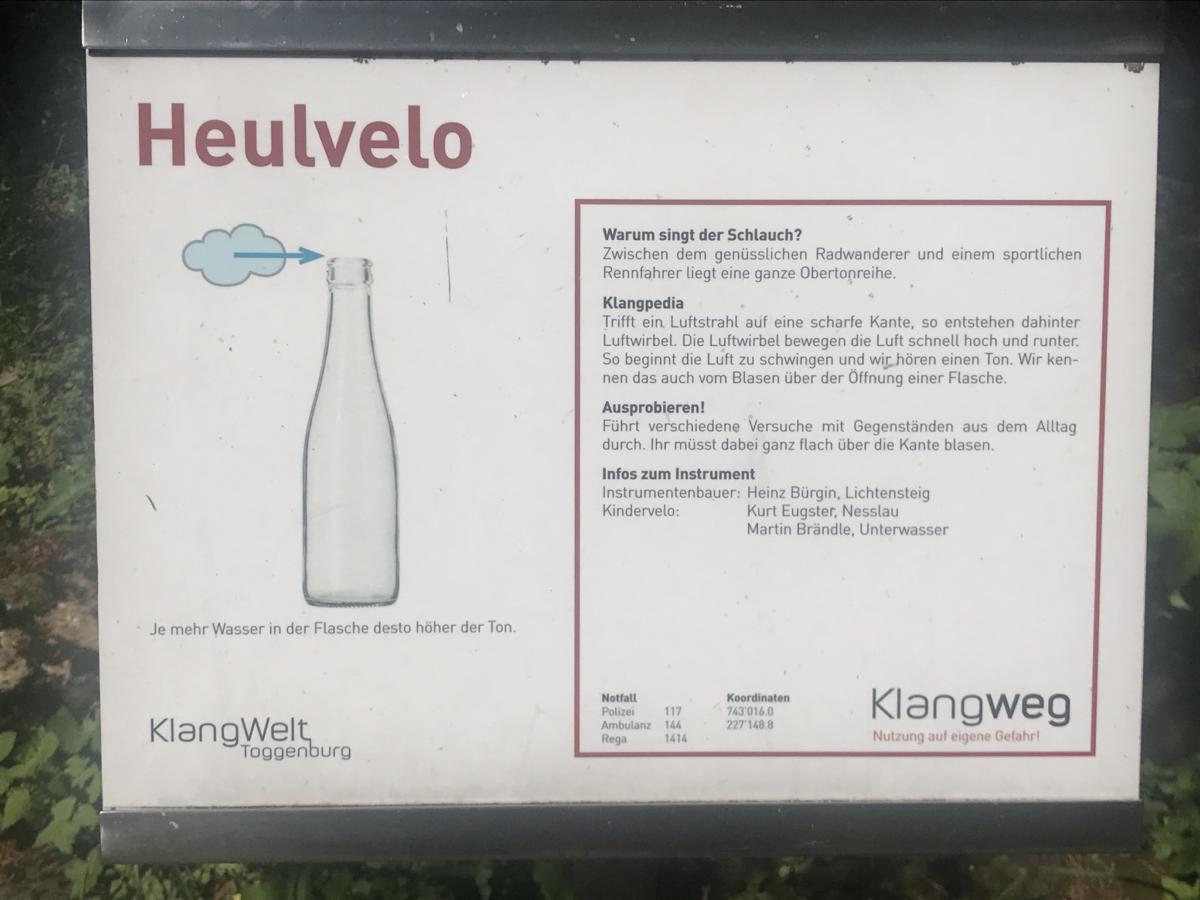 Heulvelo
Je mehr Wasser in der Flasche desto höher der Ton.
KlangWelt
Toggenburg
Warum singt der Schlauch?
Zwischen dem genüsslichen Radwanderer und einem sportlichen
Rennfahrer liegt eine ganze Obertonreihe.
Klangpedia
Trifft ein Luftstrahl auf eine scharfe Kante, so entstehen dahinter
Luftwirbel. Die Luftwirbel bewegen die Luft schnell hoch und runter.
So beginnt die Luft zu schwingen und wir hören einen Ton. Wir ken-
nen das auch vom Blasen über der Öffnung einer Flasche.
Ausprobieren!
Führt verschiedene Versuche mit Gegenständen aus dem Alltag
durch. Ihr müsst dabei ganz flach über die Kante blasen.
Infos zum Instrument
Instrumentenbauer: Heinz Bürgin, Lichtensteig
Kindervelo: Kurt Eugster, Nesslau
Martin Brändle, Unterwasser
Notfall Koordinaten
Polizei 117 743'016.0
Ambulanz 144 227'148.8
Rega 1414
Klangweg
Nutzung auf eigene Gefahr!